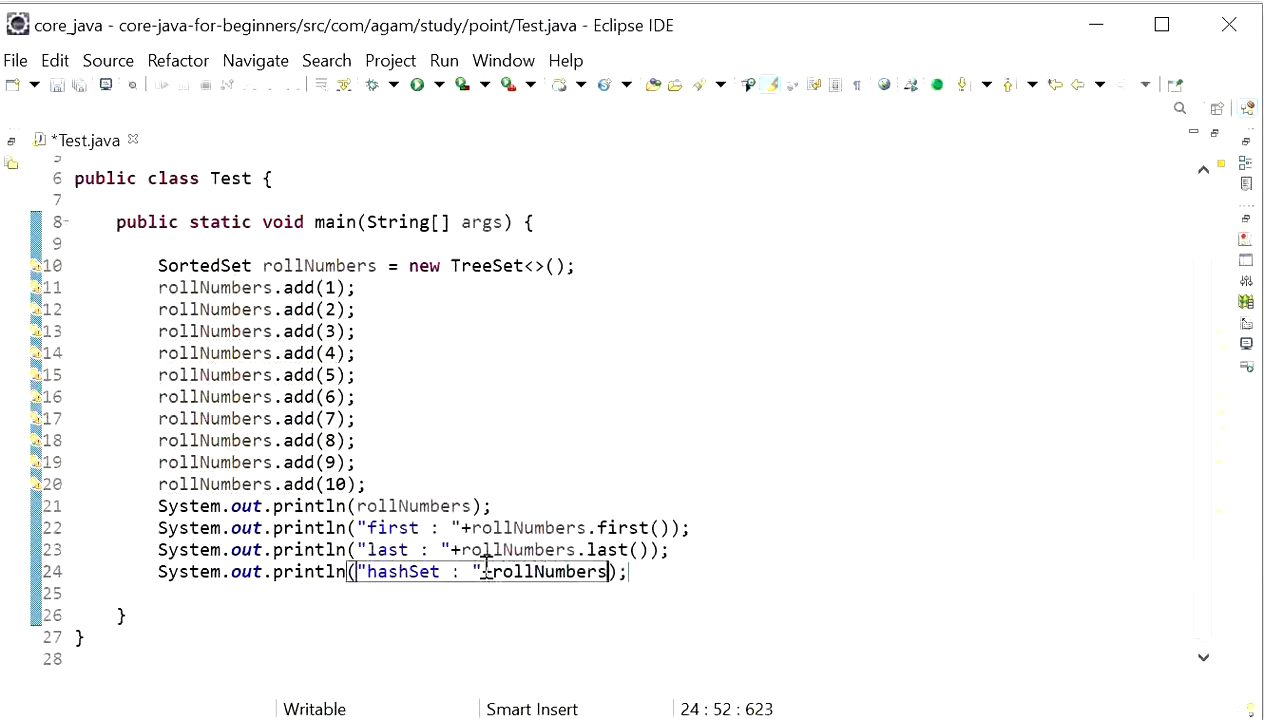 core_java - core-java-for-beginners/src/com/agam/study/point/Test.java - Eclipse IDE
File Edit Source Refactor Navigate Search Project Run Window Help
*Test.java
5
6 public class Test {
7
8 public static void main(String[] args) {
9
10 SortedSet rollNumbers = new TreeSet<>();
11 rollNumbers.add(1);
12 rollNumbers.add(2);
13 rollNumbers.add(3);
14 rollNumbers.add(4);
15 rollNumbers.add(5);
16 rollNumbers.add(6);
17 rollNumbers.add(7);
18 rollNumbers.add(8);
19 rollNumbers.add(9);
20 rollNumbers.add(10);
21 System.out.println(rollNumbers);
22 System.out.println("first : "+rollNumbers.first());
23 System.out.println("last : "+rollNumbers.last());
24 System.out.println("hashSet : "+rollNumbers);
25
26 }
27 }
28
Writable Smart Insert 24 : 52 : 623